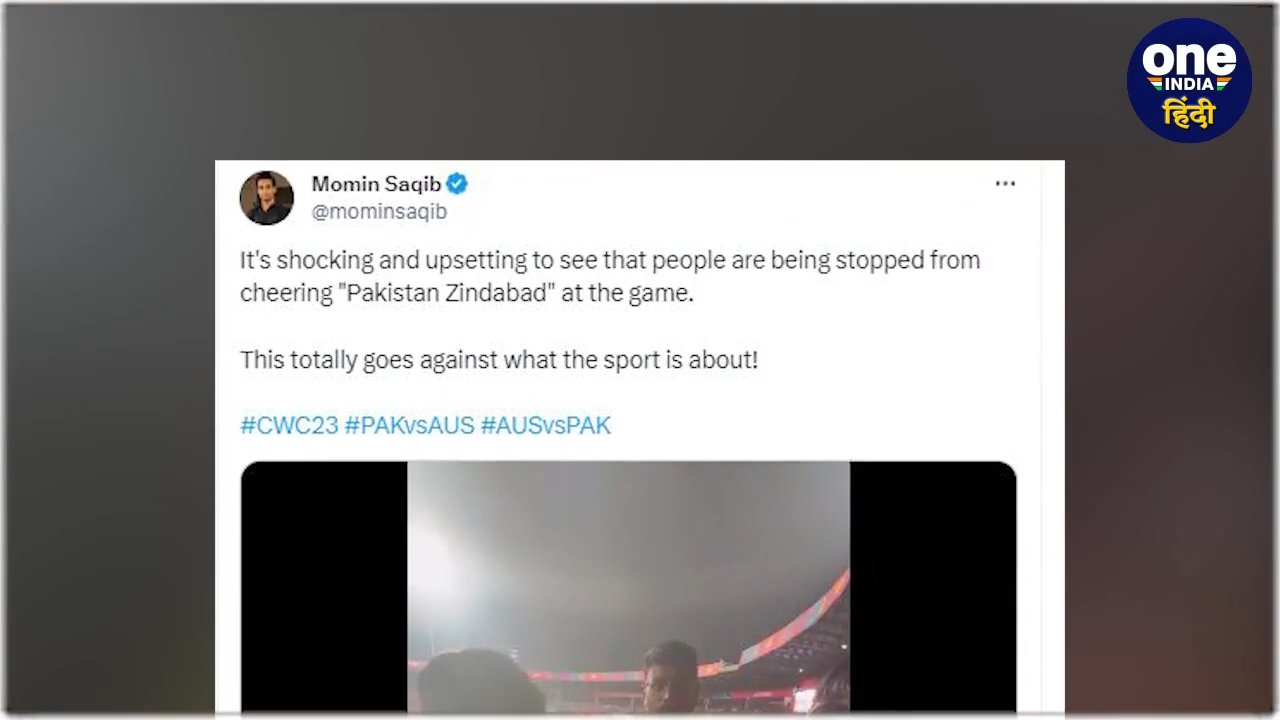 one
INDIA
हिंदी
Momin Saqib
@mominsaqib
It's shocking and upsetting to see that people are being stopped from
cheering "Pakistan Zindabad" at the game.
This totally goes against what the sport is about!
#CWC23 #PAKvsAUS #AUSvsPAK